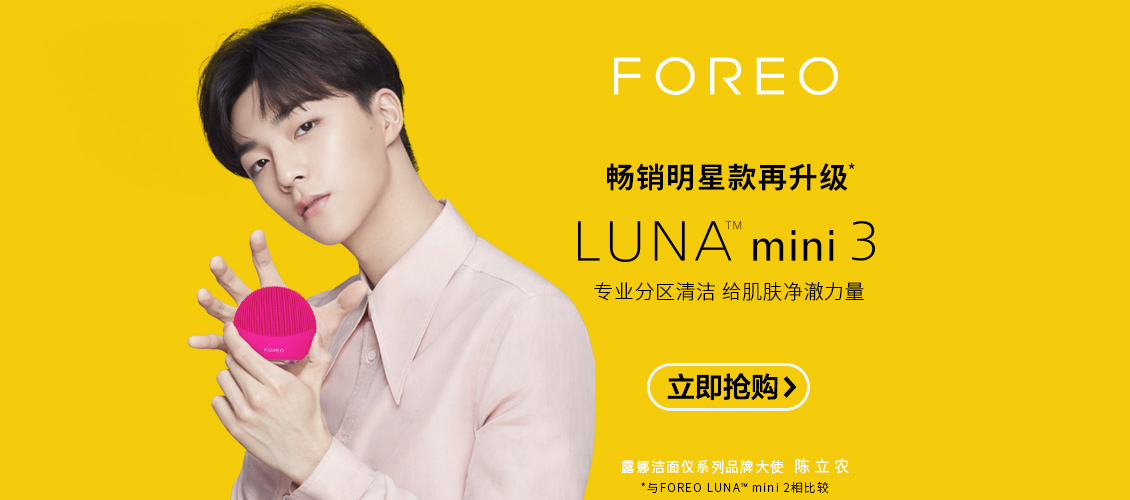 FOREO
畅销明星款再升级*
LUNA™ mini 3
专业分区清洁 给肌肤净澈力量
FOREO
立即抢购
露娜洁面仪系列品牌大使 陈立农
*与FOREO LUNA™ mini 2相比较